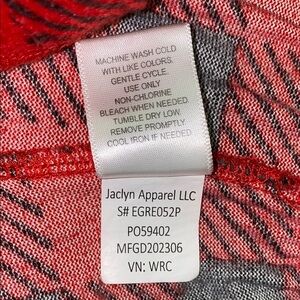 MACHINE WASH COLD
WITH LIKE COLORS.
GENTLE CYCLE.
USE ONLY
NON-CHLORINE
BLEACH WHEN NEEDED.
TUMBLE DRY LOW.
REMOVE PROMPTLY.
COOL IRON IF NEEDED.
Jaclyn Apparel LLC
S# EGRE052P
PO59402
MFGD202306
VN: WRC